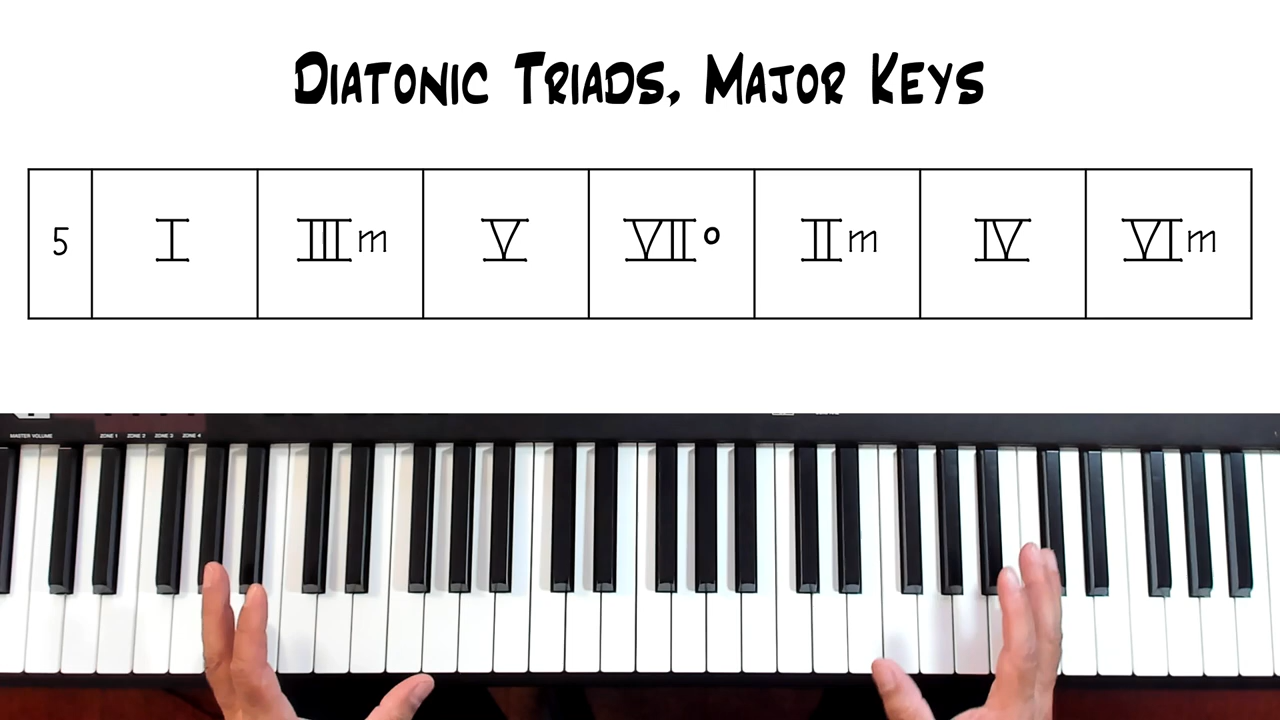 Diatonic Triads, Major Keys
5 I IIIm V VII° IIm IV VIm
MASTER VOLUME ZONE 1 ZONE 2 ZONE 3 ZONE 4